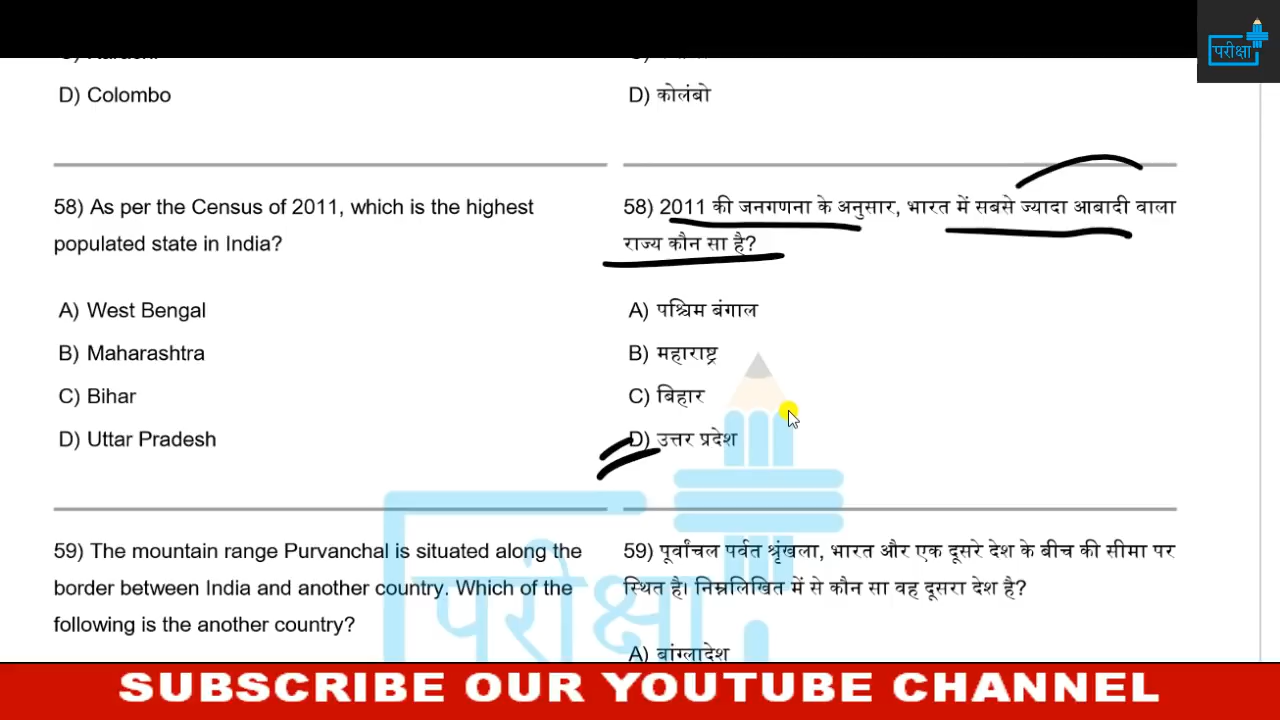 परीक्षा
D) Colombo
D) कोलंबो
58) As per the Census of 2011, which is the highest
populated state in India?
A) West Bengal
B) Maharashtra
C) Bihar
D) Uttar Pradesh
58) 2011 की जनगणना के अनुसार, भारत में सबसे ज्यादा आबादी वाला
राज्य कौन सा है?
A) पश्चिम बंगाल
B) महाराष्ट्र
C) बिहार
D) उत्तर प्रदेश
59) The mountain range Purvanchal is situated along the
border between India and another country. Which of the
following is the another country?
59) पूर्वांचल पर्वत श्रृंखला, भारत और एक दूसरे देश के बीच की सीमा पर
स्थित है। निम्नलिखित में से कौन सा वह दूसरा देश है?
A) बांग्लादेश
परीक्षा
SUBSCRIBE OUR YOUTUBE CHANNEL